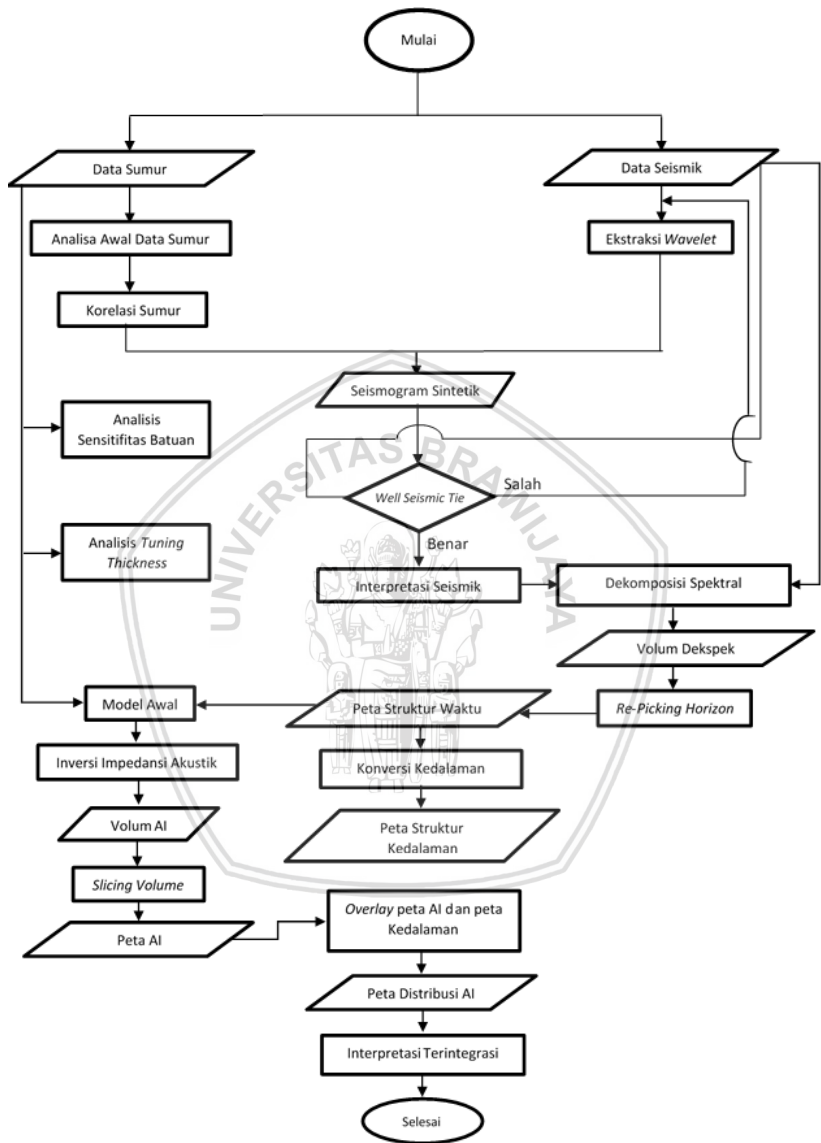 Mulai
Data Sumur
Data Seismik
Analisa Awal Data Sumur
Ekstraksi Wavelet
Korelasi Sumur
Seismogram Sintetik
Analisis
Sensitifitas Batuan
Well Seismic Tie
Salah
Benar
Analisis Tuning
Thickness
Interpretasi Seismik
Dekomposisi Spektral
Volum Dekspek
Model Awal
Peta Struktur Waktu
Re-Picking Horizon
Inversi Impedansi Akustik
Konversi Kedalaman
Volum AI
Peta Struktur
Kedalaman
Slicing Volume
Peta AI
Overlay peta AI dan peta
Kedalaman
Peta Distribusi AI
Interpretasi Terintegrasi
Selesai
UNIVERSITAS BRAWIJAYA